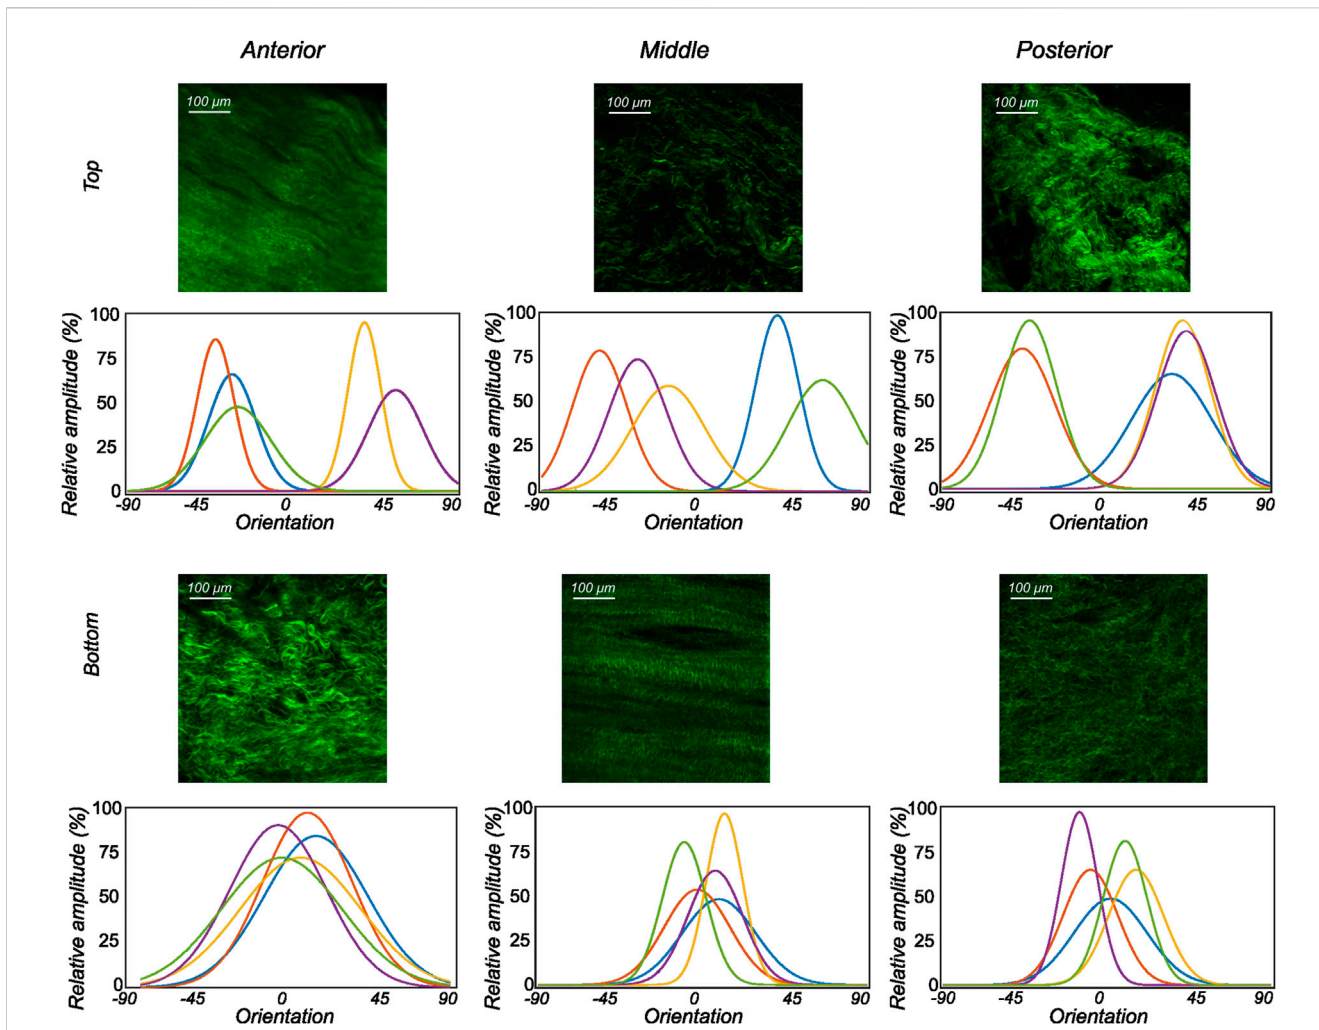 Anterior Middle Posterior
Top
100 µm 100 µm 100 µm
Relative amplitude (%)
100
75
50
25
0
-90 -45 0 45 90
Orientation
Relative amplitude (%)
100
75
50
25
0
-90 -45 0 45 90
Orientation
Relative amplitude (%)
100
75
50
25
0
-90 -45 0 45 90
Orientation
Bottom
100 µm 100 µm 100 µm
Relative amplitude (%)
100
75
50
25
0
-90 -45 0 45 90
Orientation
Relative amplitude (%)
100
75
50
25
0
-90 -45 0 45 90
Orientation
Relative amplitude (%)
100
75
50
25
0
-90 -45 0 45 90
Orientation